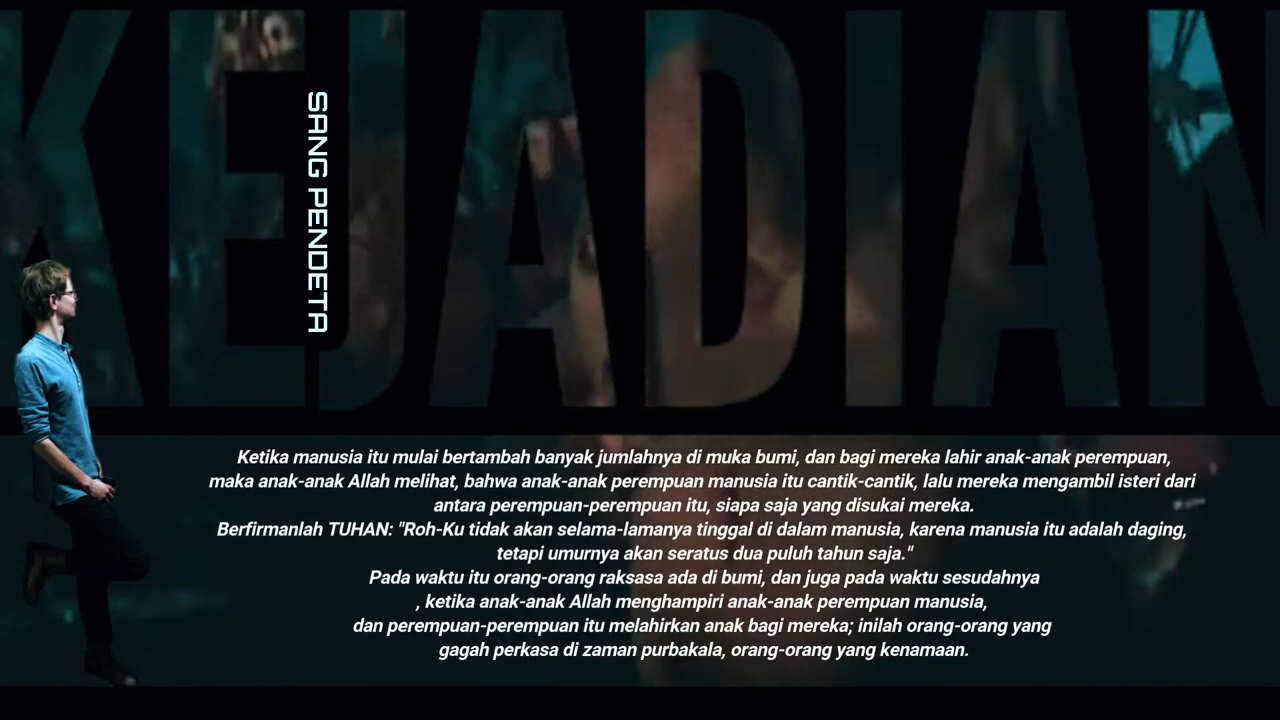 KEJADIAN
SANG PENDETA
Ketika manusia itu mulai bertambah banyak jumlahnya di muka bumi, dan bagi mereka lahir anak-anak perempuan,
maka anak-anak Allah melihat, bahwa anak-anak perempuan manusia itu cantik-cantik, lalu mereka mengambil isteri dari
antara perempuan-perempuan itu, siapa saja yang disukai mereka.
Berfirmanlah TUHAN: "Roh-Ku tidak akan selama-lamanya tinggal di dalam manusia, karena manusia itu adalah daging,
tetapi umurnya akan seratus dua puluh tahun saja."
Pada waktu itu orang-orang raksasa ada di bumi, dan juga pada waktu sesudahnya
, ketika anak-anak Allah menghampiri anak-anak perempuan manusia,
dan perempuan-perempuan itu melahirkan anak bagi mereka; inilah orang-orang yang
gagah perkasa di zaman purbakala, orang-orang yang kenamaan.